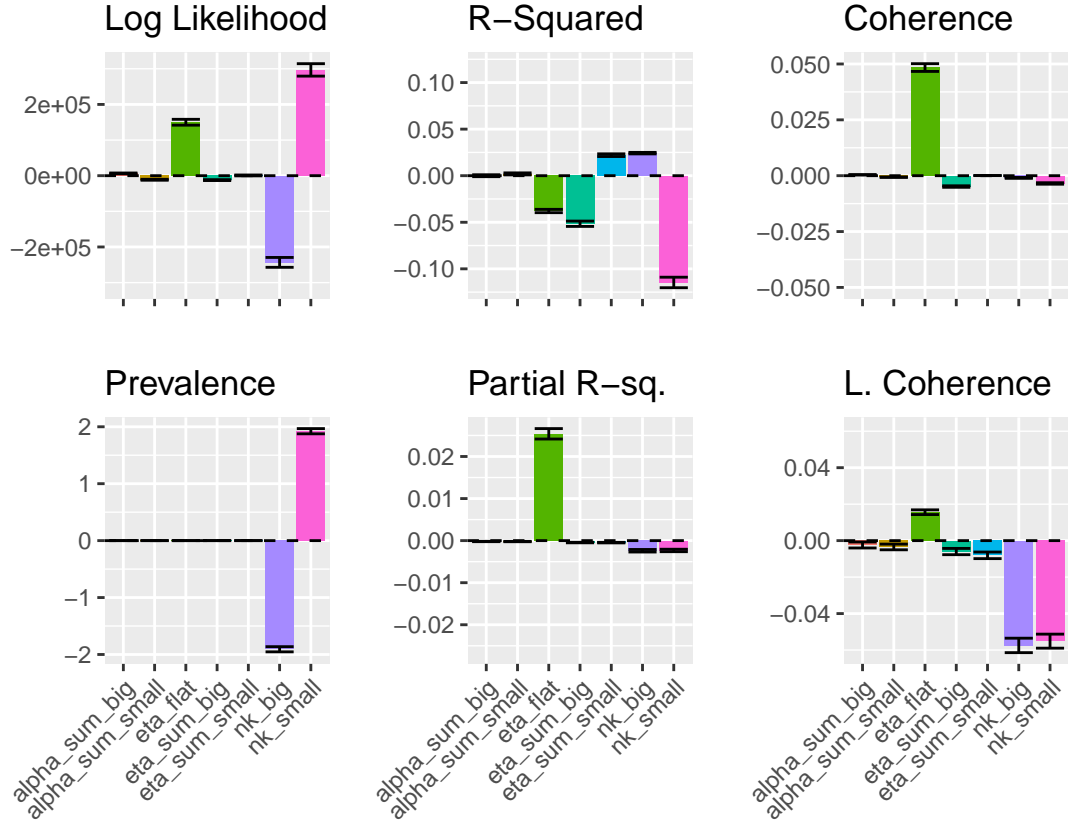 Log Likelihood
2e+05
0e+00
−2e+05
R−Squared
0.10
0.05
0.00
−0.05
−0.10
Coherence
0.050
0.025
0.000
−0.025
−0.050
Prevalence
2
1
0
−1
−2
alpha_sum_big
alpha_sum_small
eta_flat
eta_sum_big
eta_sum_small
nk_big
nk_small
Partial R−sq.
0.02
0.01
0.00
−0.01
−0.02
alpha_sum_big
alpha_sum_small
eta_flat
eta_sum_big
eta_sum_small
nk_big
nk_small
L. Coherence
0.04
0.00
−0.04
alpha_sum_big
alpha_sum_small
eta_flat
eta_sum_big
eta_sum_small
nk_big
nk_small